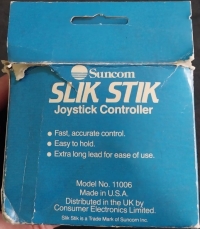 Suncom
SLIK STIK
Joystick Controller
Fast, accurate control.
Easy to hold.
Extra long lead for ease of use.
Model No. 11006
Made in U.S.A.
Distributed in the UK by
Consumer Electronics Limited
Slik Stik is a Trade Mark of Suncom Inc.